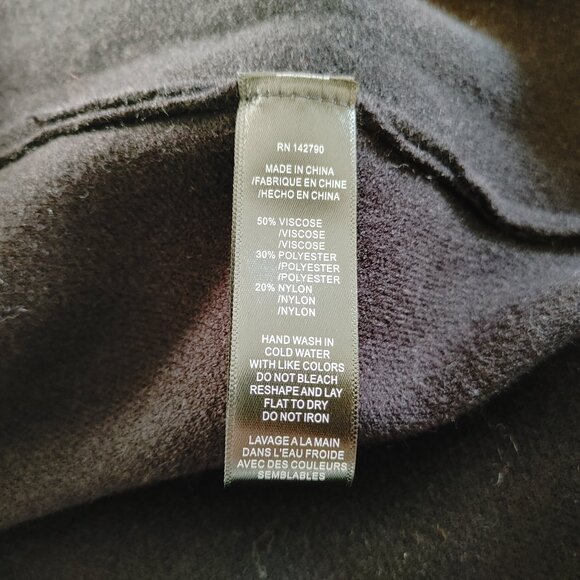 RN 142790
MADE IN CHINA
/FABRIQUE EN CHINE
/HECHO EN CHINA
50% VISCOSE
/VISCOSE
/VISCOSE
30% POLYESTER
/POLYESTER
/POLYESTER
20% NYLON
/NYLON
/NYLON
HAND WASH IN
COLD WATER
WITH LIKE COLORS
DO NOT BLEACH
RESHAPE AND LAY
FLAT TO DRY
DO NOT IRON
LAVAGE A LA MAIN
DANS L'EAU FROIDE
AVEC DES COULEURS
SEMBLABLES